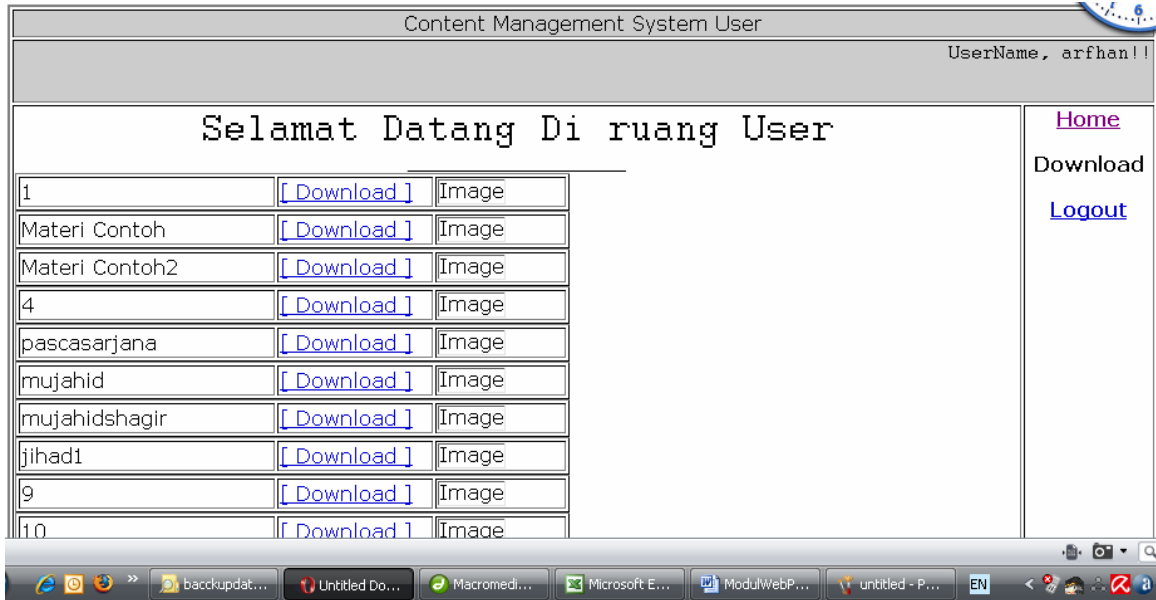 Content Management System User
UserName, arfhan!!
Selamat Datang Di ruang User
Home
Download
Logout
1 [ Download ] Image
Materi Contoh [ Download ] Image
Materi Contoh2 [ Download ] Image
4 [ Download ] Image
pascasarjana [ Download ] Image
mujahid [ Download ] Image
mujahidshagir [ Download ] Image
jihad1 [ Download ] Image
9 [ Download ] Image
10 [ Download ] Image
» bacckupdat... Untitled Do... Macromedi... Microsoft E... ModulWebP... untitled - P... EN <